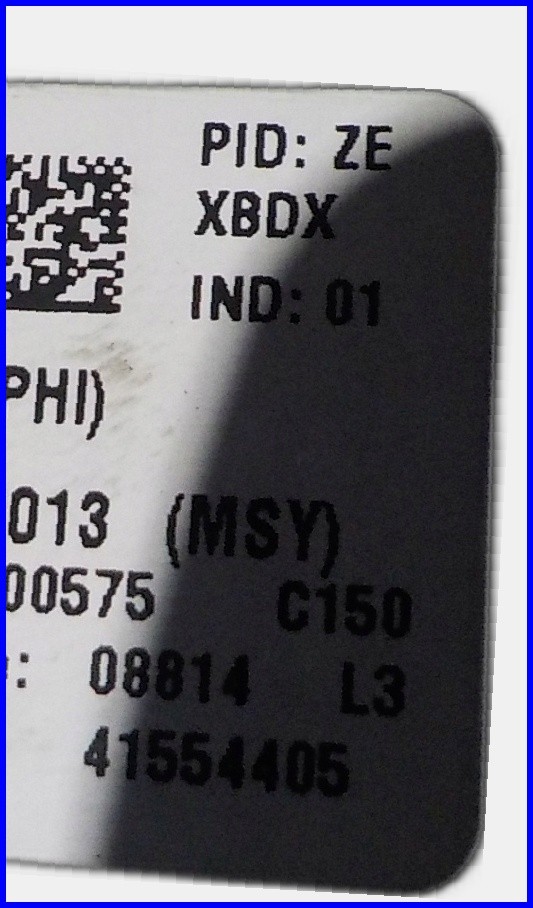 PID: ZE
XBDX
IND: 01
PHI)
013 (MSY)
00575 C150
: 08814 L3
41554405